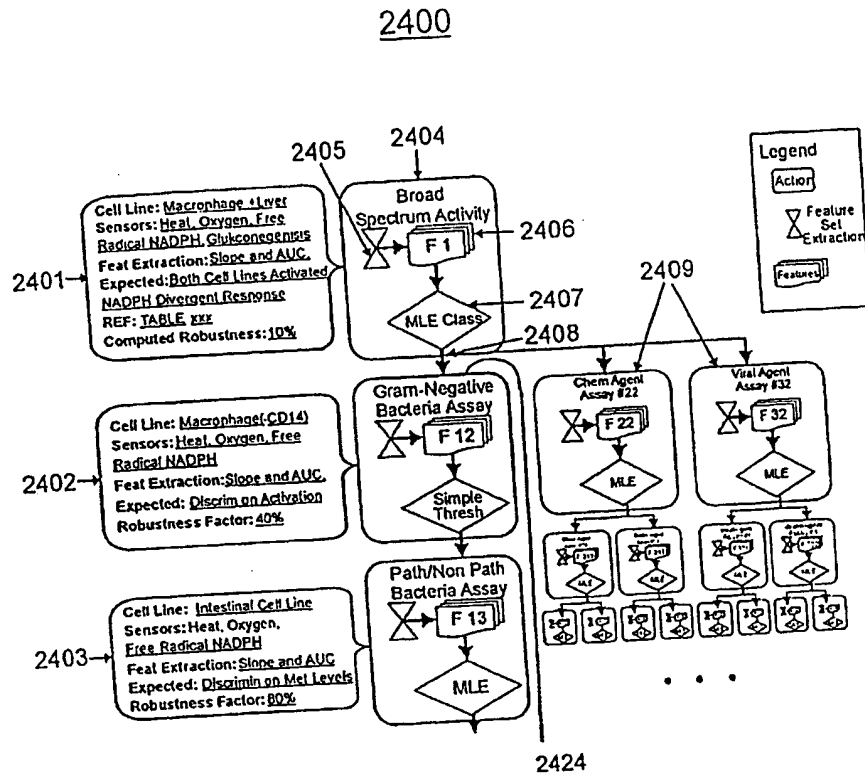 2400
2404
2405
Broad
Spectrum Activity
F 1
2406
MLE Class
2407
2408
2409
Legend
Action
Feature
Set
Extraction
Features
2401
Cell Line: Macrophage +Liver
Sensors: Heat, Oxygen, Free
Radical NADPH, Glukconegenisis
Feat Extraction: Slope and AUC,
Expected: Both Cell Lines Activated
NADPH Divergent Response
REF: TABLE xxx
Computed Robustness: 10%
Gram-Negative
Bacteria Assay
F 12
Simple
Thresh
2402
Cell Line: Macrophage(-CD14)
Sensors: Heat, Oxygen, Free
Radical NADPH
Feat Extraction: Slope and AUC,
Expected: Discrim on Activation
Robustness Factor: 40%
Chem Agent
Assay #22
F 22
MLE
Viral Agent
Assay #32
F 32
MLE
Path/Non Path
Bacteria Assay
F 13
MLE
2403
Cell Line: Intestinal Cell Line
Sensors: Heat, Oxygen,
Free Radical NADPH
Feat Extraction: Slope and AUC
Expected: Discrimin on Met Levels
Robustness Factor: 80%
2424